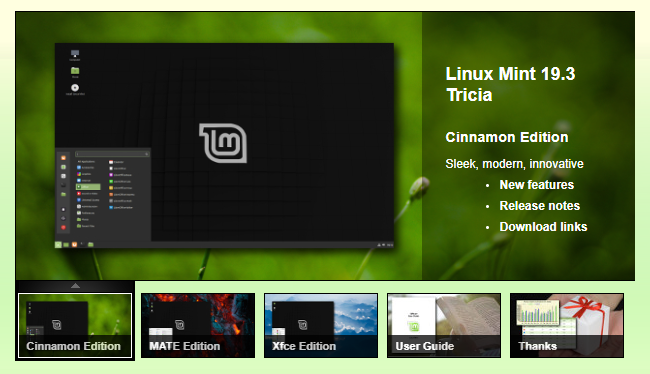 Linux Mint 19.3
Tricia
Cinnamon Edition
Sleek, modern, innovative
New features
Release notes
Download links
Cinnamon Edition
MATE Edition
Xfce Edition
User Guide
Thanks